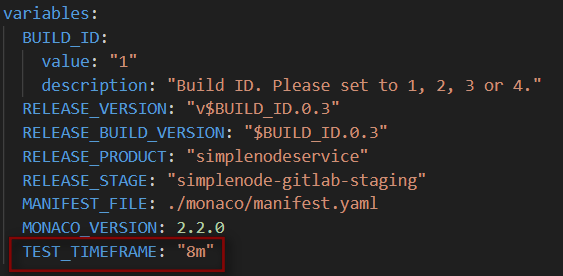 variables:
BUILD_ID:
value: "1"
description: "Build ID. Please set to 1, 2, 3 or 4."
RELEASE_VERSION: "v$BUILD_ID.0.3"
RELEASE_BUILD_VERSION: "$BUILD_ID.0.3"
RELEASE_PRODUCT: "simplenodeservice"
RELEASE_STAGE: "simplenode-gitlab-staging"
MANIFEST_FILE: ./monaco/manifest.yaml
MONACO_VERSION: 2.2.0
TEST_TIMEFRAME: "8m"